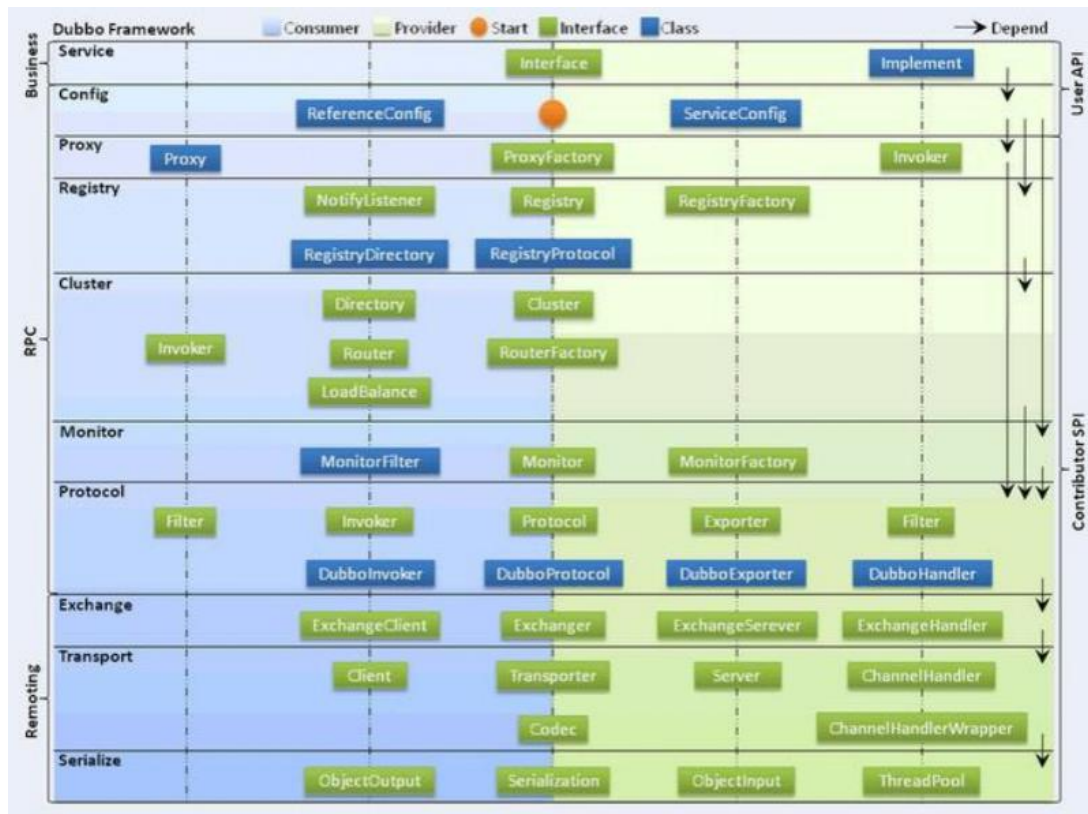 Dubbo Framework Consumer Provider Start Interface Class Depend
Business
User API
Service
Interface Implement
Config
ReferenceConfig ServiceConfig
RPC
Contributor SPI
Proxy
Proxy ProxyFactory Invoker
Registry
NotifyListener Registry RegistryFactory
RegistryDirectory RegistryProtocol
Cluster
Directory Cluster
Invoker Router RouterFactory
LoadBalance
Monitor
MonitorFilter Monitor MonitorFactory
Protocol
Filter Invoker Protocol Exporter Filter
DubboInvoker DubboProtocol DubboExporter DubboHandler
Remoting
Exchange
ExchangeClient Exchanger ExchangeSerever ExchangeHandler
Transport
Client Transporter Server ChannelHandler
Codec ChannelHandlerWrapper
Serialize
ObjectOutput Serialization ObjectInput ThreadPool